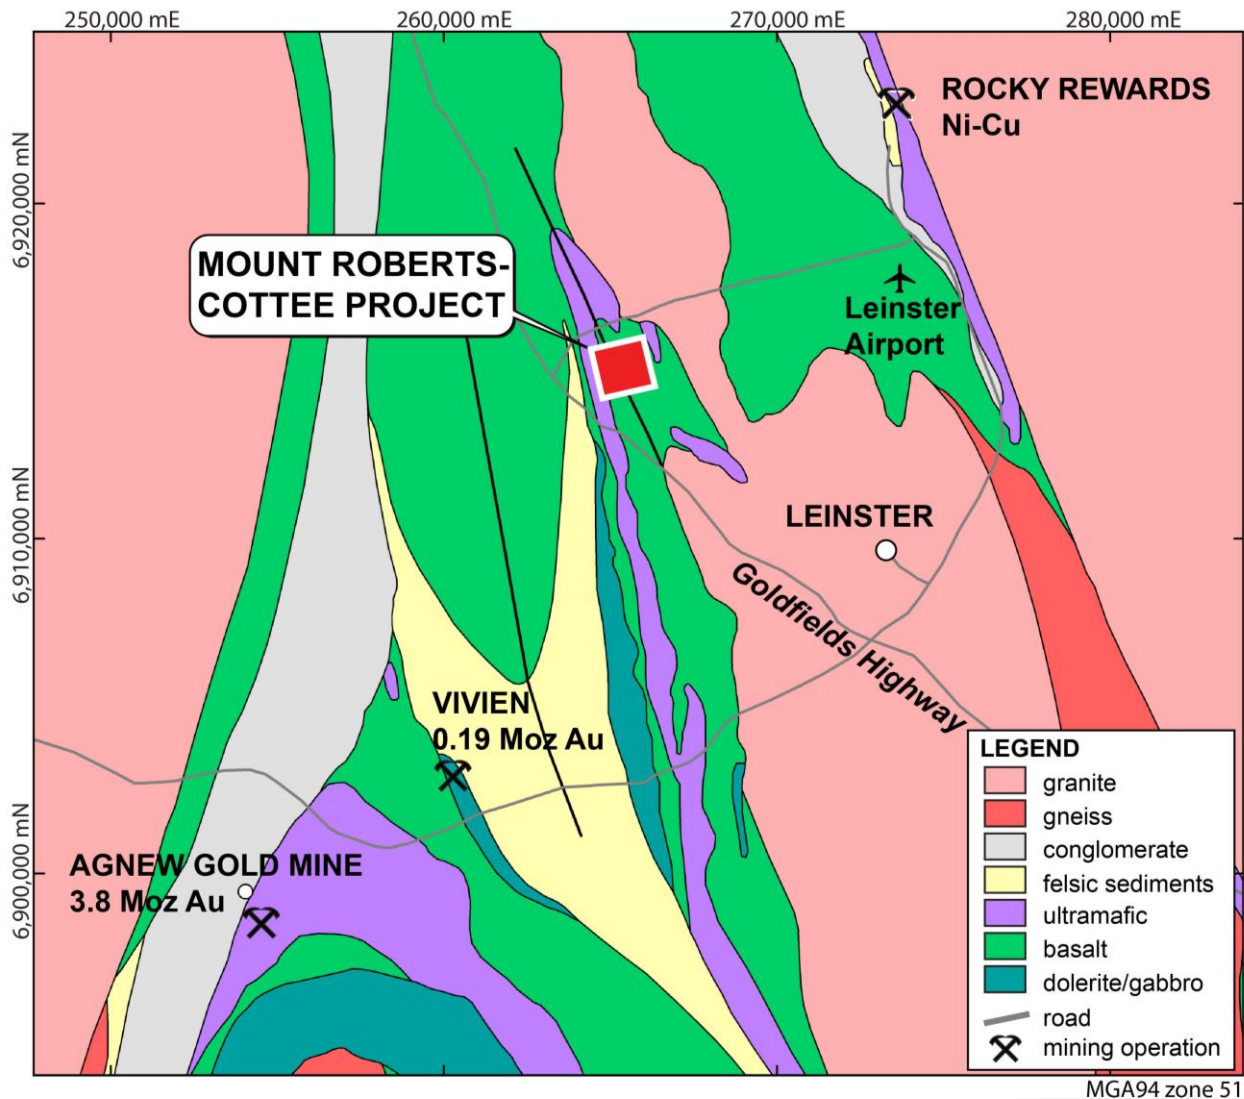 250,000 mE
260,000 mE
270,000 mE
280,000 mE
6,920,000 mN
6,910,000 mN
6,900,000 mN
ROCKY REWARDS
Ni-Cu
MOUNT ROBERTS-
COTTEE PROJECT
Leinster
Airport
LEINSTER
Goldfields Highway
VIVIEN
0.19 Moz Au
AGNEW GOLD MINE
3.8 Moz Au
LEGEND
granite
gneiss
conglomerate
felsic sediments
ultramafic
basalt
dolerite/gabbro
road
mining operation
MGA94 zone 51